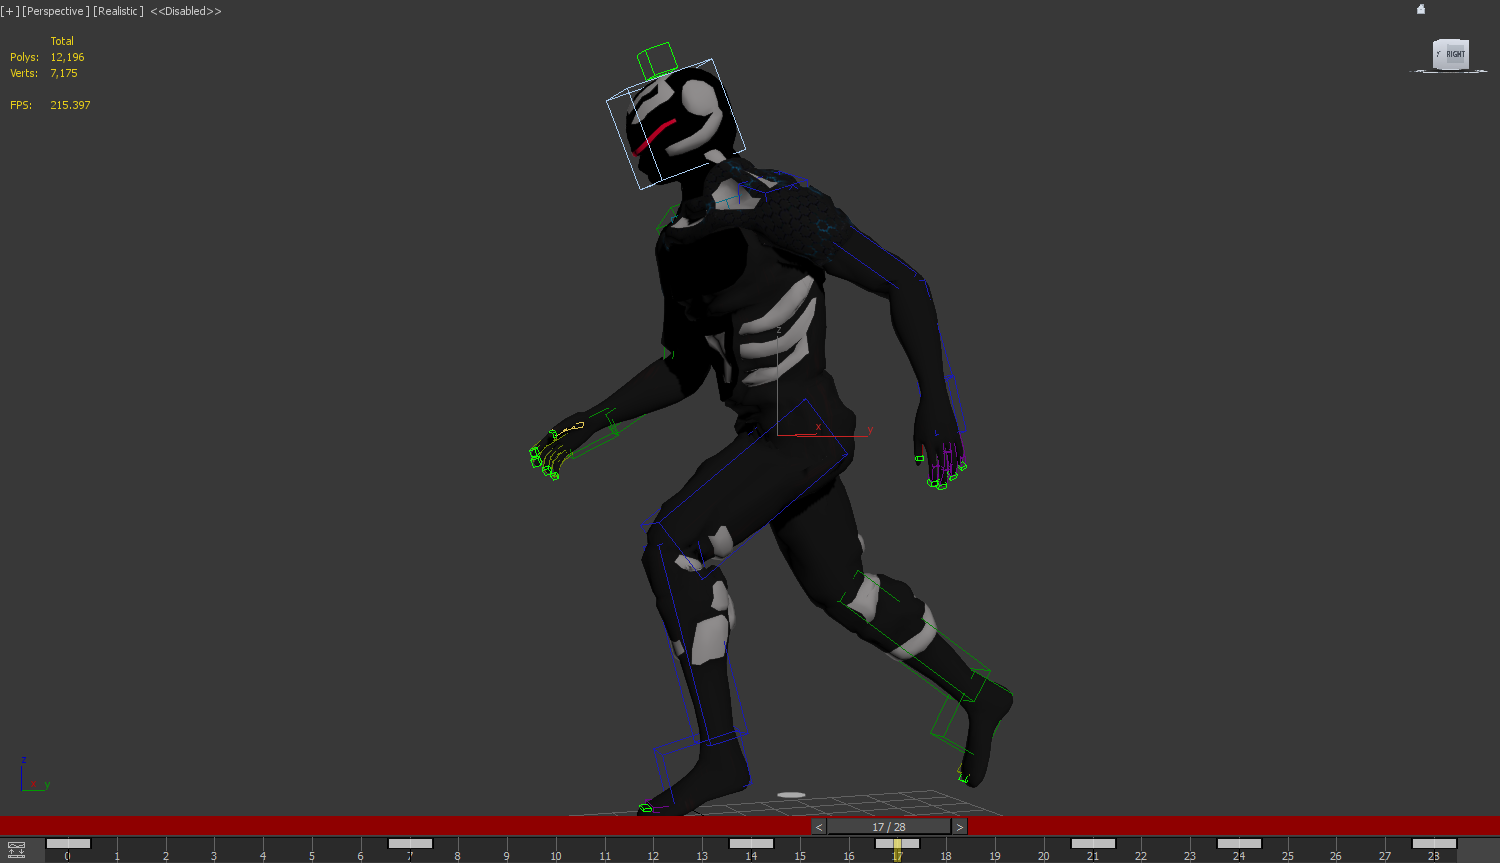 [+] [Perspective] [Realistic] <<Disabled>>
Total
Polys: 12,196
Verts: 7,175
FPS: 215.397
RIGHT
z
x
Y
z
y
< 17 / 28 >
0 1 2 3 4 5 6 7 8 9 10 11 12 13 14 15 16 17 18 19 20 21 22 23 24 25 26 27 28